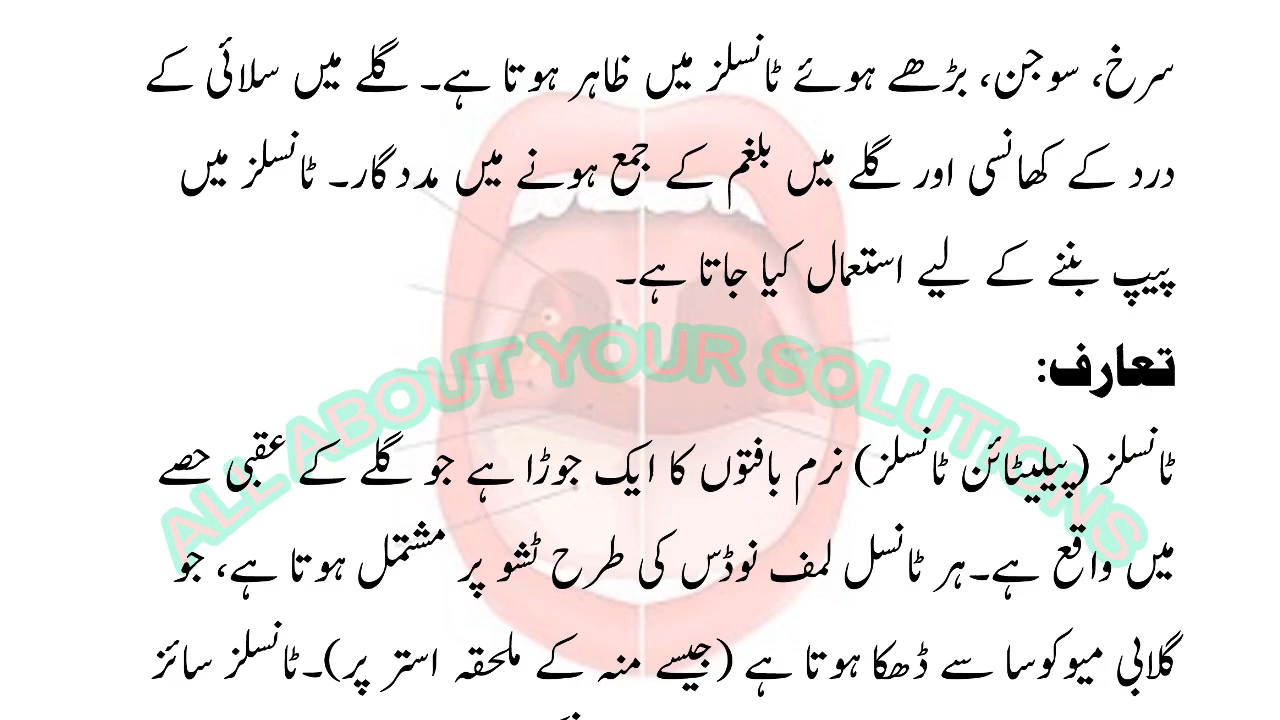 سرخ، سوجن، بڑھے ہوئے ٹانسلز میں ظاہر ہوتا ہے۔ گلے میں سلائی کے
درد کے کھانسی اور گلے میں بلغم کے جمع ہونے میں مددگار۔ ٹانسلز میں
پیپ بننے کے لیے استعمال کیا جاتا ہے۔
ALL ABOUT YOUR SOLUTIONS
تعارف:
ٹانسلز (پیلیٹائن ٹانسلز) نرم بافتوں کا ایک جوڑا ہے جو گلے کے عقبی حصے
میں واقع ہے۔ہر ٹانسل لمف نوڈس کی طرح ٹشو پر مشتمل ہوتا ہے، جو
گلابی میوکوسا سے ڈھکا ہوتا ہے (جیسے منہ کے ملحقہ استر پر)۔ٹانسلز سائز